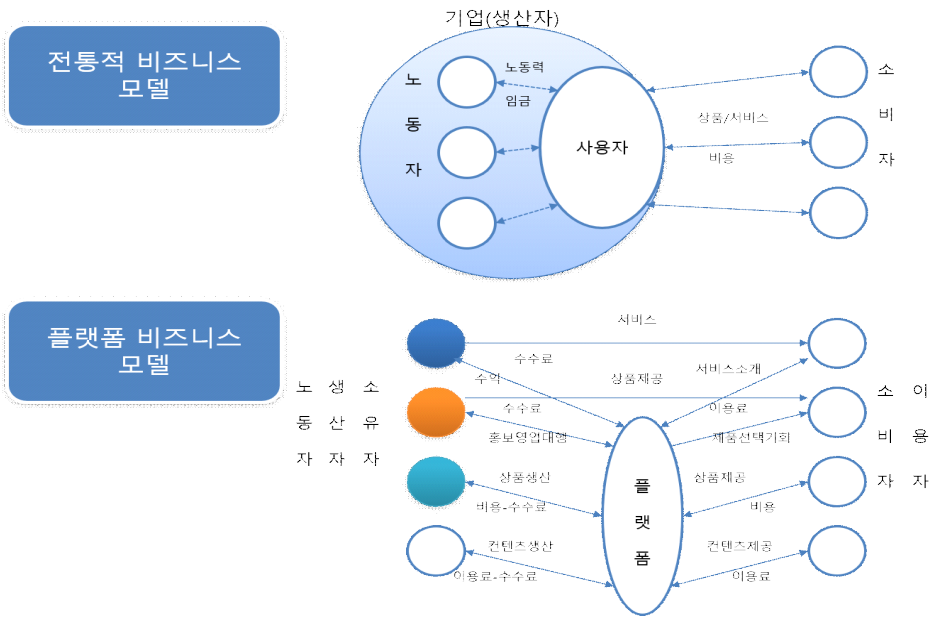 기업(생산자)
전통적 비즈니스
모델
노
동
자
노동력
임금
사용자
상품/서비스
비용
소
비
자
플랫폼 비즈니스
모델
노 생 소
동 산 유
자 자 자
서비스
수수료
수익
상품제공
서비스소개
수수료
이용료
홍보영업대행
제품선택기회
상품생산
상품제공
비용-수수료
비용
컨텐츠생산
컨텐츠제공
이용료-수수료
이용료
플
랫
폼
소 이
비 용
자 자